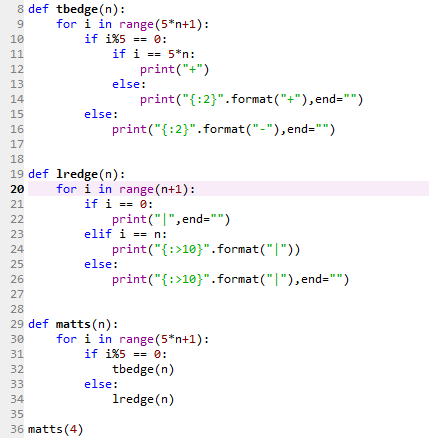 8 def tbedge(n):
9     for i in range(5*n+1):
10         if i%5 == 0:
11             if i == 5*n:
12                 print("+")
13             else:
14                 print("{:2}".format("+"),end="")
15         else:
16             print("{:2}".format("-"),end="")
17
18
19 def lredge(n):
20     for i in range(n+1):
21         if i == 0:
22             print("|",end="")
23         elif i == n:
24             print("{:>10}".format("|"))
25         else:
26             print("{:>10}".format("|"),end="")
27
28
29 def matts(n):
30     for i in range(5*n+1):
31         if i%5 == 0:
32             tbedge(n)
33         else:
34             lredge(n)
35
36 matts(4)